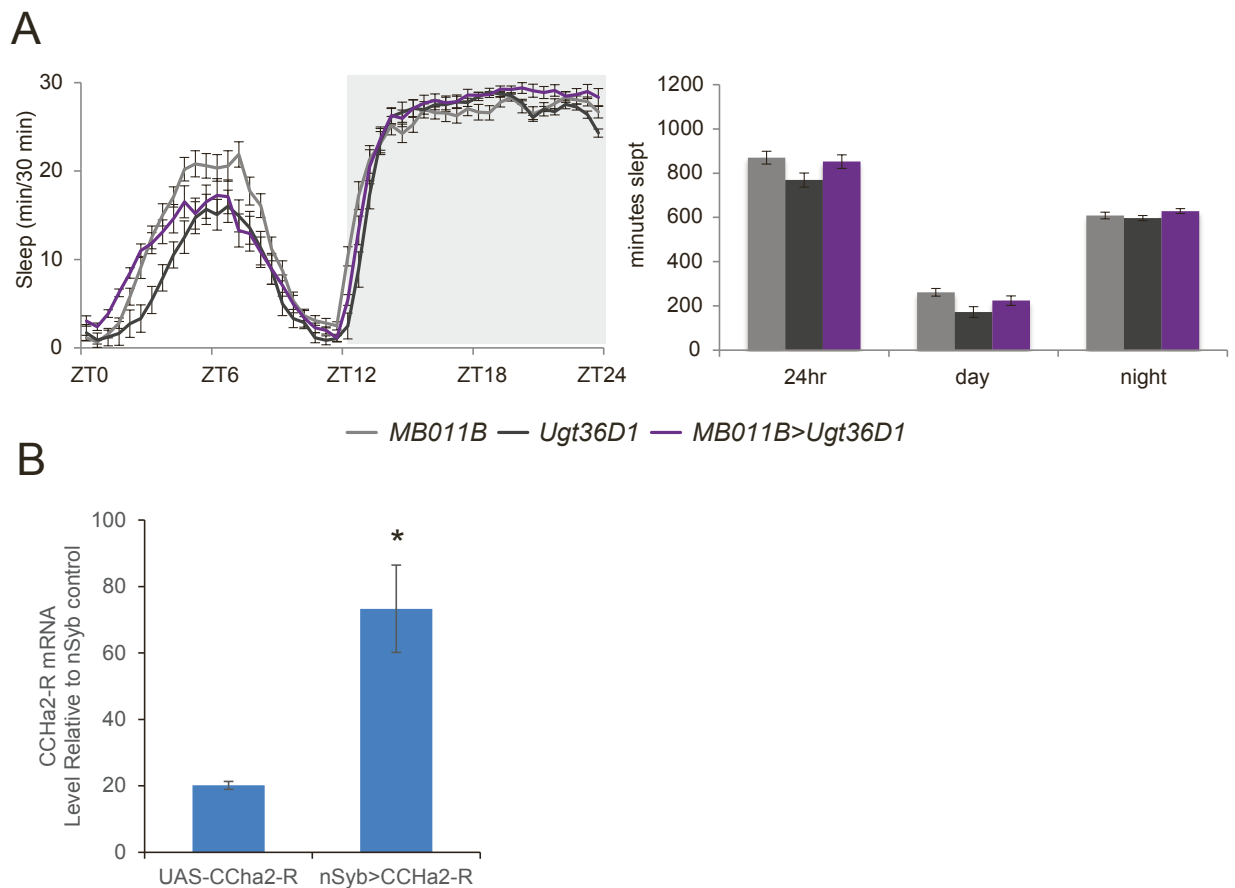 A
30
20
10
0
Sleep (min/30 min)
ZT0 ZT6 ZT12 ZT18 ZT24
1200
1000
800
600
400
200
0
minutes slept
24hr day night
MB011B Ugt36D1 MB011B>Ugt36D1
B
100
80
60
40
20
0
CCHa2-R mRNA
Level Relative to nSyb control
*
UAS-CCha2-R nSyb>CCHa2-R